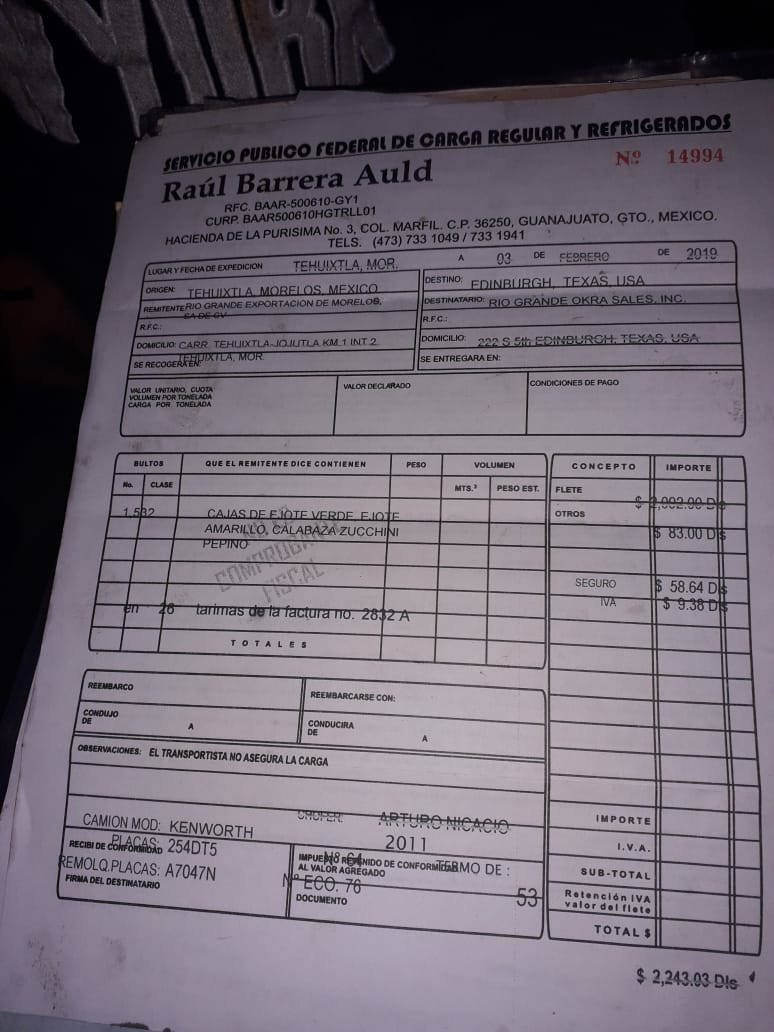 SERVICIO PUBLICO FEDERAL DE CARGA REGULAR Y REFRIGERADOS
Raúl Barrera Auld
Nº 14994
RFC. BAAR-500610-GY1
CURP. BAAR500610HGTRLL01
HACIENDA DE LA PURISIMA No. 3, COL. MARFIL. C.P. 36250, GUANAJUATO, GTO., MEXICO.
TELS. (473) 733 1049 / 733 1941
LUGAR Y FECHA DE EXPEDICION TEHUIXTLA, MOR. A 03 DE FEBRERO DE 2019
ORIGEN: TEHUIXTLA, MORELOS, MEXICO
DESTINO: EDINBURGH, TEXAS, USA
REMITENTE RIO GRANDE EXPORTACION DE MORELOS,
SA DE CV
DESTINATARIO: RIO GRANDE OKRA SALES, INC.
R.F.C.:
R.F.C.:
DOMICILIO: CARR. TEHUIXTLA-JOJUTLA KM 1 INT 2
TEHUIXTLA, MOR.
DOMICILIO: 222 S 5th EDINBURGH, TEXAS, USA
SE RECOGERA EN:
SE ENTREGARA EN:
VALOR UNITARIO, CUOTA
VOLUMEN POR TONELADA
CARGA POR TONELADA
VALOR DECLARADO
CONDICIONES DE PAGO
BULTOS QUE EL REMITENTE DICE CONTIENEN PESO VOLUMEN CONCEPTO IMPORTE
No. CLASE MTS.³ PESO EST.
FLETE
OTROS
1,532 CAJAS DE EJOTE VERDE, EJOTE
AMARILLO, CALABAZA ZUCCHINI
PEPINO
$ 83.00 Dls
COMPROBANTE
FISCAL
SEGURO $ 58.64 Dls
IVA $ 9.38 Dls
en 26 tarimas de la factura no. 2832 A
TOTALES
REEMBARCO
REEMBARCARSE CON:
CONDUJO
DE A
CONDUCIRA
DE A
OBSERVACIONES: EL TRANSPORTISTA NO ASEGURA LA CARGA
CHOFER: ARTURO NICACIO
CAMION MOD: KENWORTH 2011
PLACAS: 254DT5 Nº 64 TERMO DE :
RECIBI DE CONFORMIDAD
IMPUESTO RETENIDO DE CONFORMIDAD
AL VALOR AGREGADO
REMOLQ.PLACAS: A7047N Nº ECO. 76 53
FIRMA DEL DESTINATARIO
DOCUMENTO
IMPORTE
I.V.A.
SUB-TOTAL
Retención IVA
valor del flete
TOTAL $
$ 2,243.03 Dls